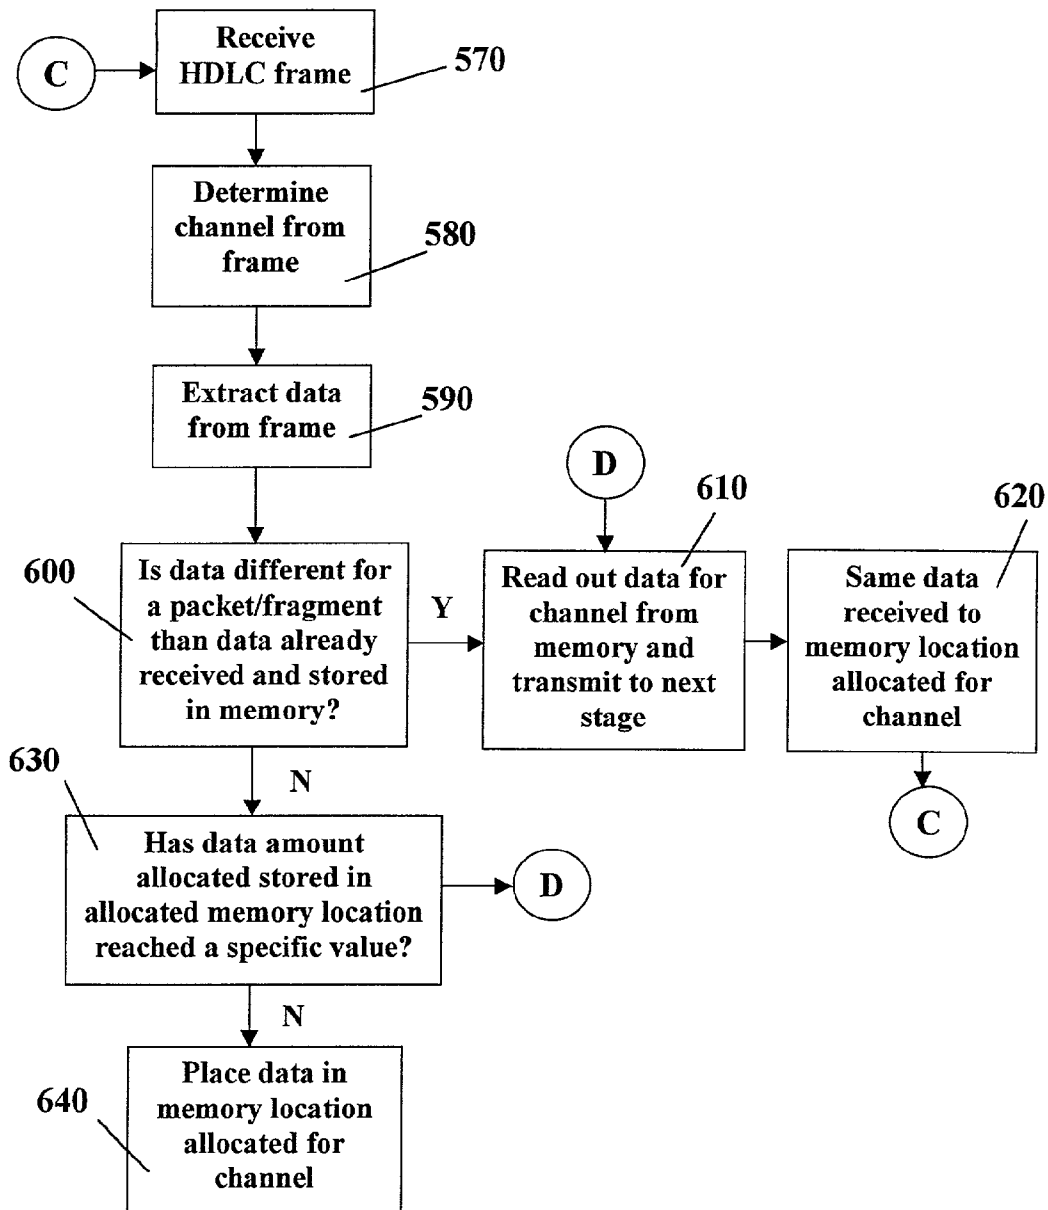 C
Receive
HDLC frame
570
Determine
channel from
frame
580
Extract data
from frame
590
600
Is data different for
a packet/fragment
than data already
received and stored
in memory?
Y
D
610
Read out data for
channel from
memory and
transmit to next
stage
620
Same data
received to
memory location
allocated for
channel
C
N
630
Has data amount
allocated stored in
allocated memory location
reached a specific value?
D
N
640
Place data in
memory location
allocated for
channel